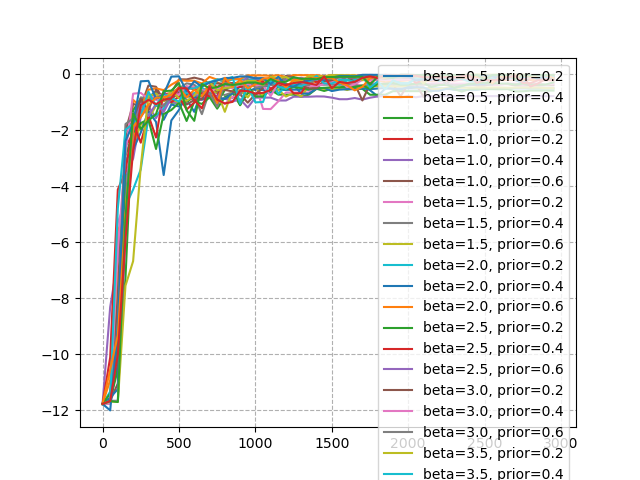 BEB
0
−2
−4
−6
−8
−10
−12
0 500 1000 1500 2000 2500 3000
beta=0.5, prior=0.2
beta=0.5, prior=0.4
beta=0.5, prior=0.6
beta=1.0, prior=0.2
beta=1.0, prior=0.4
beta=1.0, prior=0.6
beta=1.5, prior=0.2
beta=1.5, prior=0.4
beta=1.5, prior=0.6
beta=2.0, prior=0.2
beta=2.0, prior=0.4
beta=2.0, prior=0.6
beta=2.5, prior=0.2
beta=2.5, prior=0.4
beta=2.5, prior=0.6
beta=3.0, prior=0.2
beta=3.0, prior=0.4
beta=3.0, prior=0.6
beta=3.5, prior=0.2
beta=3.5, prior=0.4